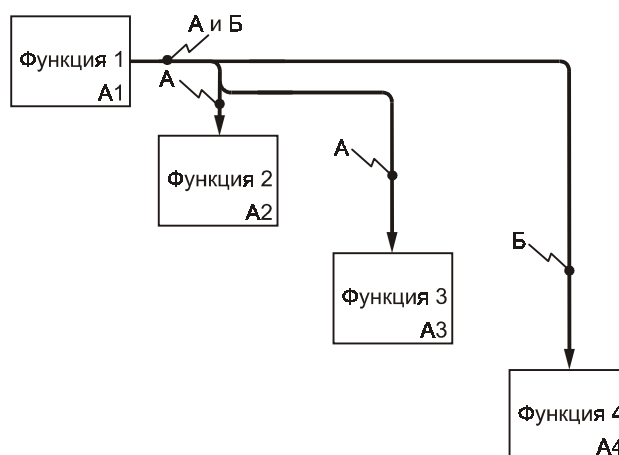 А и Б
Функция 1
А1
А
Функция 2
А2
А
Функция 3
А3
Б
Функция 4
А4